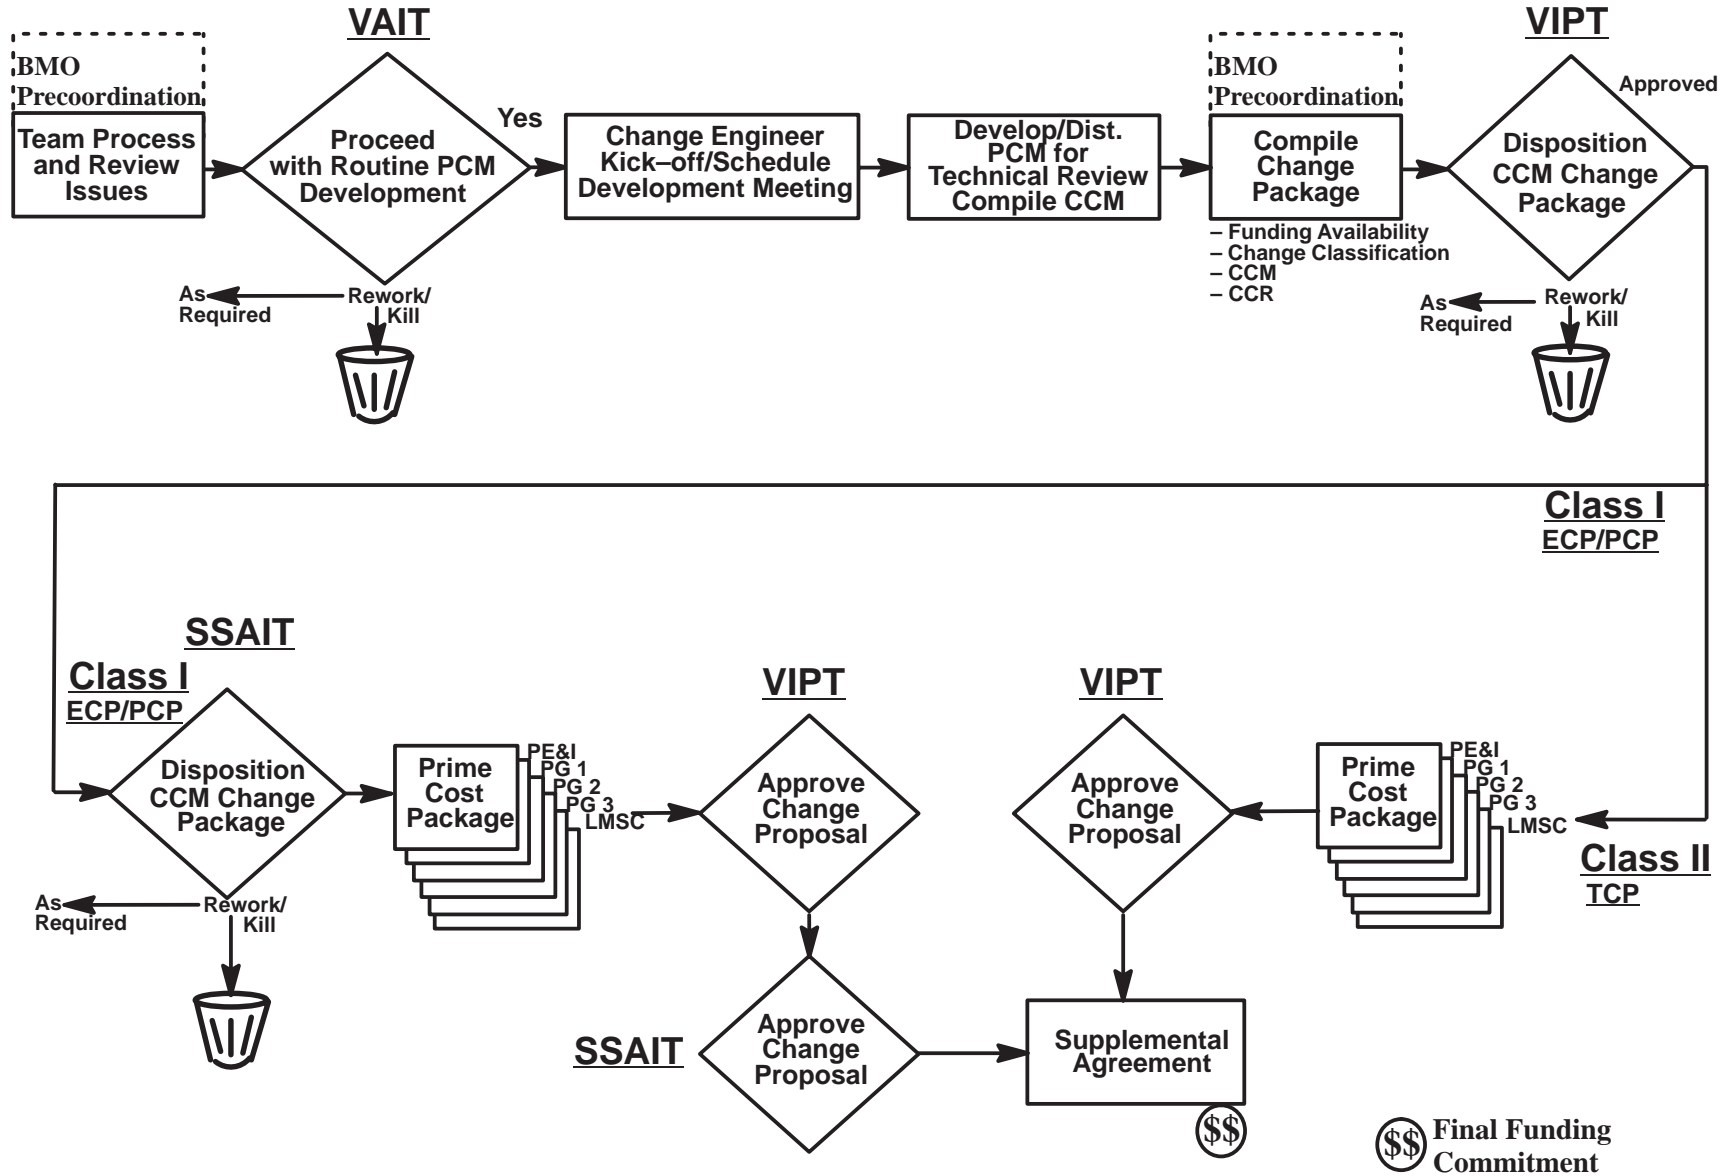 VAIT
VIPT
BMO
Precoordination
Team Process
and Review
Issues
Proceed
with Routine PCM
Development
Yes
Change Engineer
Kick–off/Schedule
Development Meeting
Develop/Dist.
PCM for
Technical Review
Compile CCM
BMO
Precoordination
Compile
Change
Package
– Funding Availability
– Change Classification
– CCM
– CCR
Disposition
CCM Change
Package
Approved
As
Required
Rework/
Kill
As
Required
Rework/
Kill
Class I
ECP/PCP
SSAIT
Class I
ECP/PCP
Disposition
CCM Change
Package
As
Required
Rework/
Kill
Prime
Cost
Package
PE&I
PG 1
PG 2
PG 3
LMSC
VIPT
Approve
Change
Proposal
VIPT
Approve
Change
Proposal
Prime
Cost
Package
PE&I
PG 1
PG 2
PG 3
LMSC
Class II
TCP
SSAIT
Approve
Change
Proposal
Supplemental
Agreement
$$
$$ Final Funding
Commitment